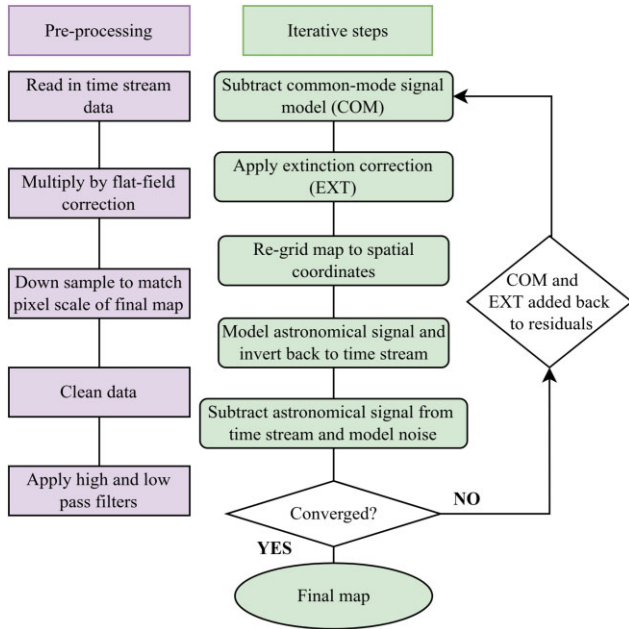 Pre-processing
Read in time stream
data
Multiply by flat-field
correction
Down sample to match
pixel scale of final map
Clean data
Apply high and low
pass filters
Iterative steps
Subtract common-mode signal
model (COM)
Apply extinction correction
(EXT)
Re-grid map to spatial
coordinates
Model astronomical signal and
invert back to time stream
Subtract astronomical signal from
time stream and model noise
Converged?
NO
COM and
EXT added back
to residuals
YES
Final map